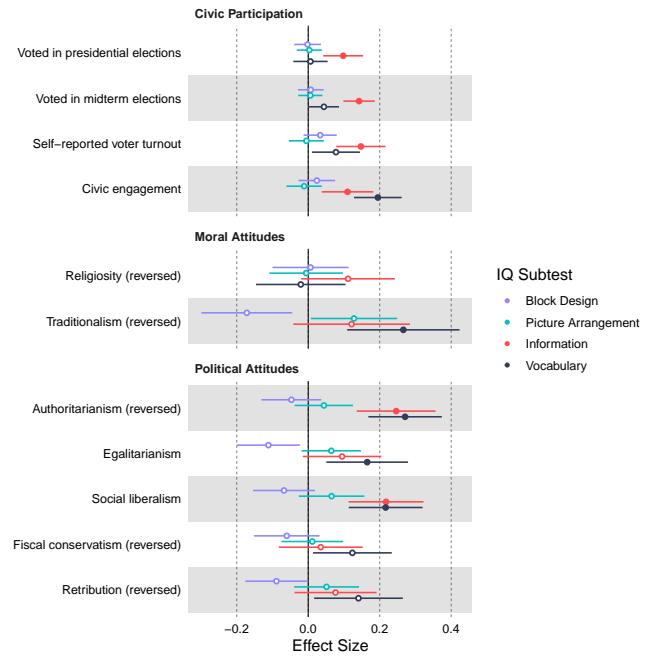 Civic Participation
Voted in presidential elections
Voted in midterm elections
Self−reported voter turnout
Civic engagement
Moral Attitudes
Religiosity (reversed)
Traditionalism (reversed)
Political Attitudes
Authoritarianism (reversed)
Egalitarianism
Social liberalism
Fiscal conservatism (reversed)
Retribution (reversed)
−0.2 0.0 0.2 0.4
Effect Size
IQ Subtest
Block Design
Picture Arrangement
Information
Vocabulary